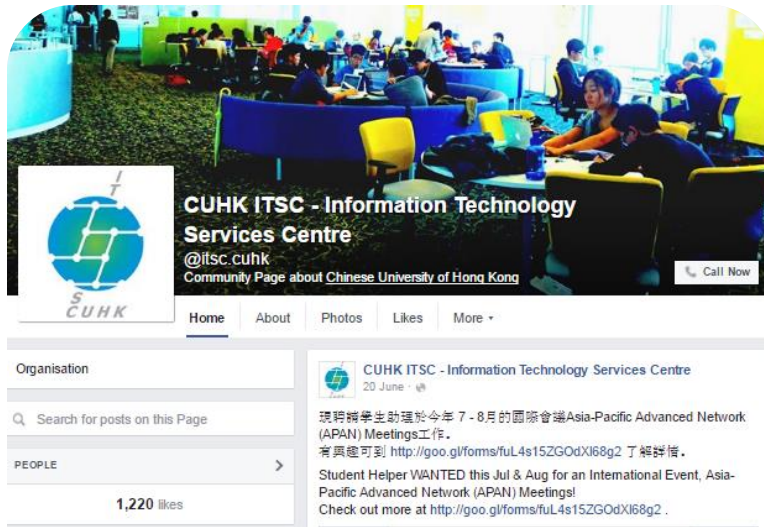 I
T
S
CUHK
CUHK ITSC - Information Technology
Services Centre
@itsc.cuhk
Community Page about Chinese University of Hong Kong
Call Now
Home About Photos Likes More
Organisation
Search for posts on this Page
PEOPLE
1,220 likes
CUHK ITSC - Information Technology Services Centre
20 June ·
現聘請學生助理於今年 7 - 8月的國際會議Asia-Pacific Advanced Network
(APAN) Meetings工作。
有興趣可到 http://goo.gl/forms/fuL4s15ZGOdXl68g2 了解詳情。
Student Helper WANTED this Jul & Aug for an International Event, Asia-
Pacific Advanced Network (APAN) Meetings!
Check out more at http://goo.gl/forms/fuL4s15ZGOdXl68g2 .